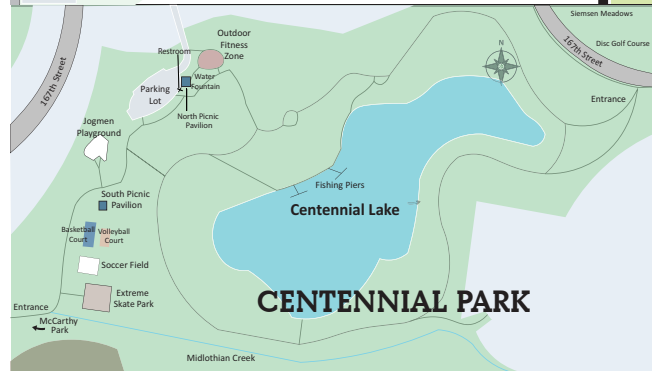 Siemsen Meadows
Disc Golf Course
167th Street
Entrance
N
Outdoor
Fitness
Zone
Restroom
Water
Fountain
Parking
Lot
North Picnic
Pavilion
167th Street
Jogmen
Playground
Fishing Piers
South Picnic
Pavilion
Centennial Lake
Basketball
Court
Volleyball
Court
Soccer Field
Extreme
Skate Park
CENTENNIAL PARK
Entrance
McCarthy
Park
Midlothian Creek